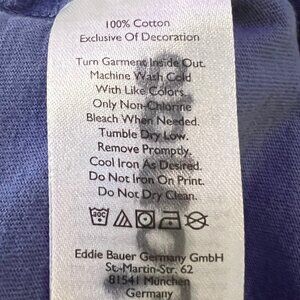 100% Cotton
Exclusive Of Decoration
Turn Garment Inside Out.
Machine Wash Cold
With Like Colors.
Only Non-Chlorine
Bleach When Needed.
Tumble Dry Low.
Remove Promptly.
Cool Iron As Desired.
Do Not Iron On Print.
Do Not Dry Clean.
Eddie Bauer Germany GmbH
St.-Martin-Str. 62
81541 München
Germany